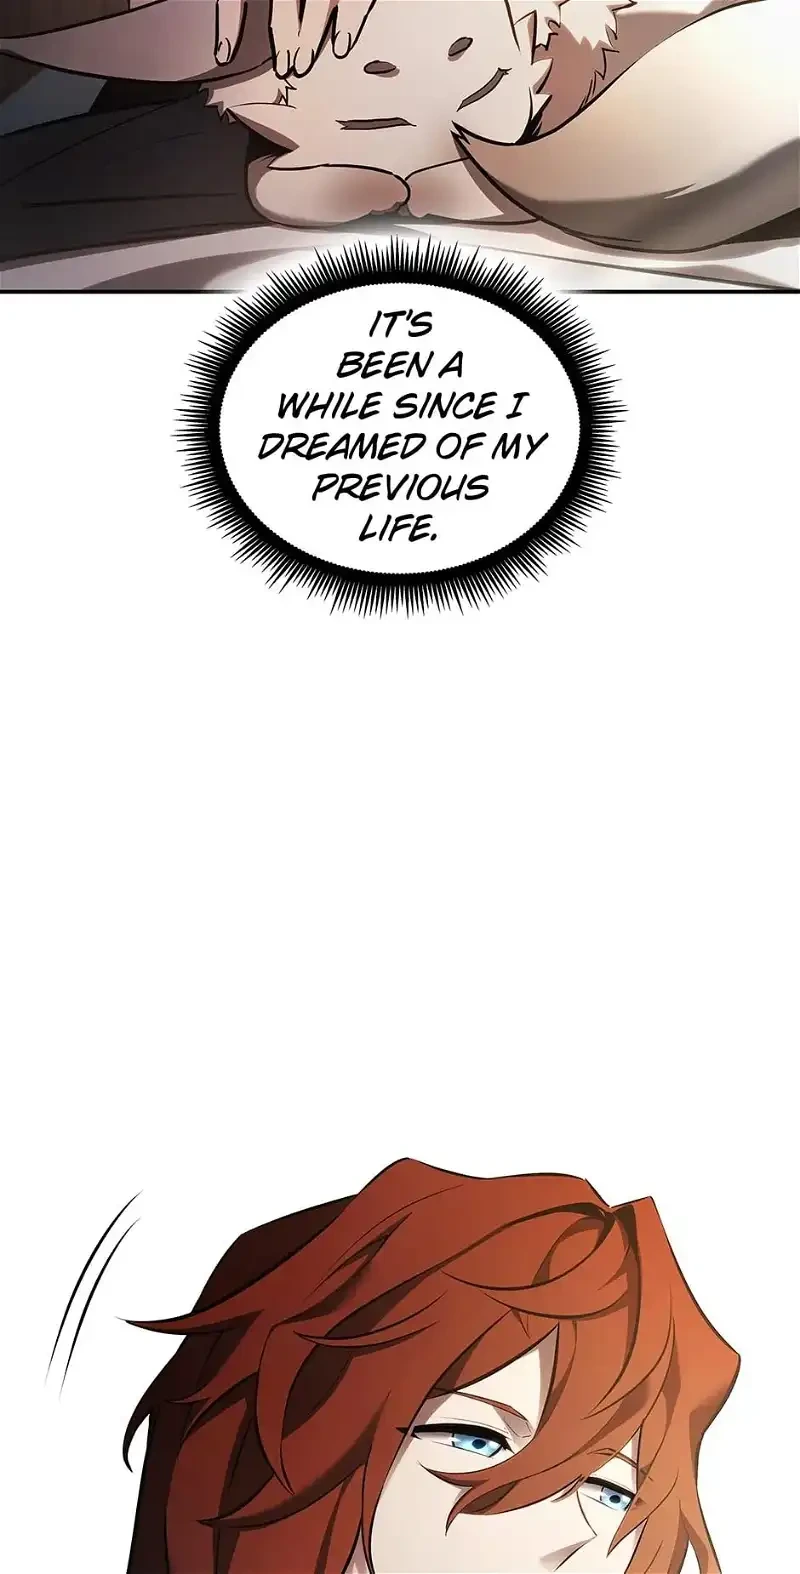 IT'S
BEEN A
WHILE SINCE I
DREAMED OF MY
PREVIOUS
LIFE.